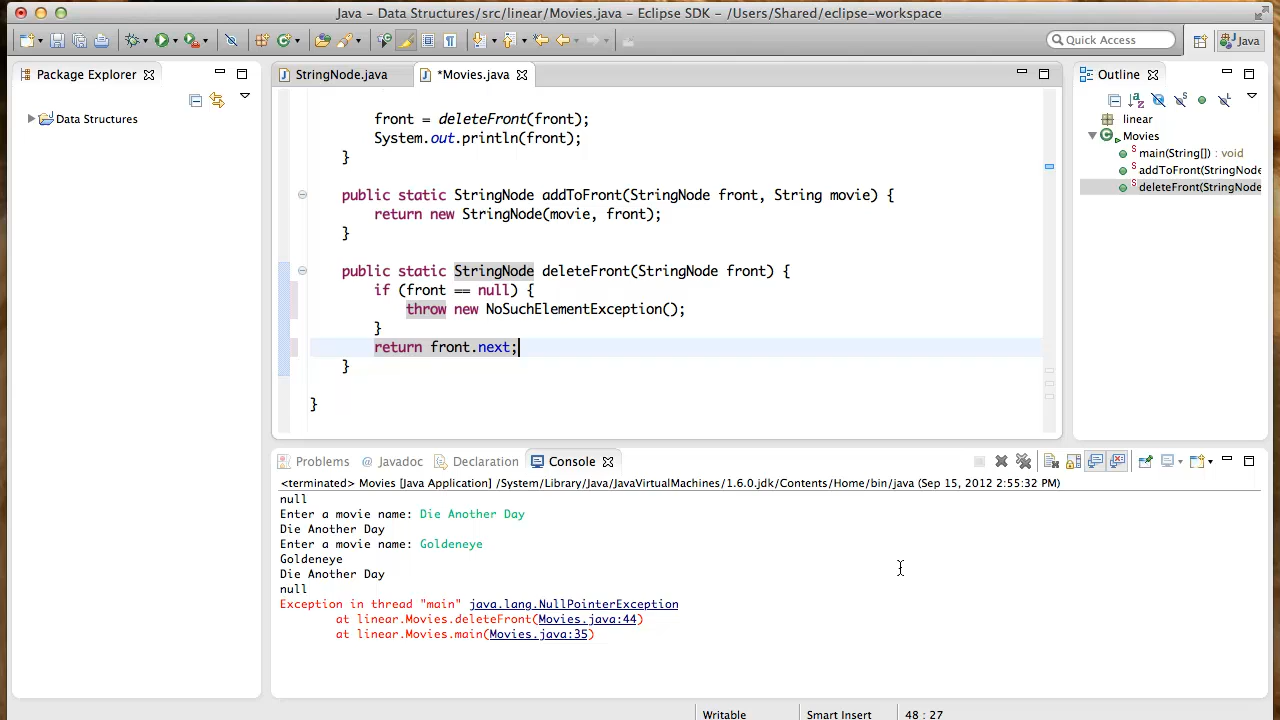 Java – Data Structures/src/linear/Movies.java – Eclipse SDK – /Users/Shared/eclipse-workspace
Quick Access
Java
Package Explorer
StringNode.java
*Movies.java
Outline
Data Structures
linear
Movies
main(String[]) : void
addToFront(StringNode
deleteFront(StringNode
front = deleteFront(front);
System.out.println(front);
}
public static StringNode addToFront(StringNode front, String movie) {
return new StringNode(movie, front);
}
public static StringNode deleteFront(StringNode front) {
if (front == null) {
throw new NoSuchElementException();
}
return front.next;
}
}
Problems
@ Javadoc
Declaration
Console
<terminated> Movies [Java Application] /System/Library/Java/JavaVirtualMachines/1.6.0.jdk/Contents/Home/bin/java (Sep 15, 2012 2:55:32 PM)
null
Enter a movie name: Die Another Day
Die Another Day
Enter a movie name: Goldeneye
Goldeneye
Die Another Day
null
Exception in thread "main" java.lang.NullPointerException
at linear.Movies.deleteFront(Movies.java:44)
at linear.Movies.main(Movies.java:35)
Writable
Smart Insert
48 : 27